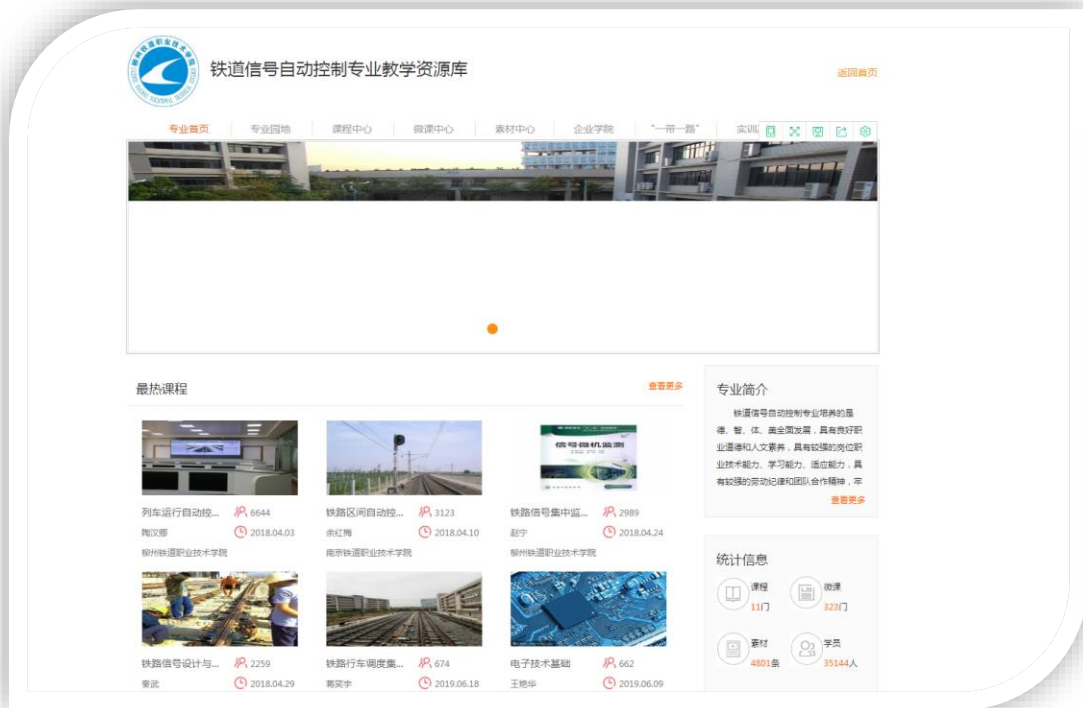 铁道信号自动控制专业教学资源库
返回首页
专业首页 专业园地 课程中心 微课中心 素材中心 企业学院 "一带一路" 实训
最热课程
查看更多
信号微机监测
列车运行自动控... 6644
陶汉卿 2018.04.03
柳州铁道职业技术学院
铁路区间自动控... 3123
余红梅 2018.04.10
南京铁道职业技术学院
铁路信号集中监... 2989
赵宁 2018.04.24
柳州铁道职业技术学院
铁路信号设计与... 2259
秦武 2018.04.29
铁路行车调度集... 674
蒋笑宇 2019.06.18
电子技术基础 662
王艳华 2019.06.09
专业简介
铁道信号自动控制专业培养的是
德、智、体、美全面发展，具有良好职
业道德和人文素养，具有较强的岗位职
业技术能力、学习能力、适应能力，具
有较强的劳动纪律和团队合作精神，牢
查看更多
统计信息
课程
11门
微课
323门
素材
4801条
学员
35144人